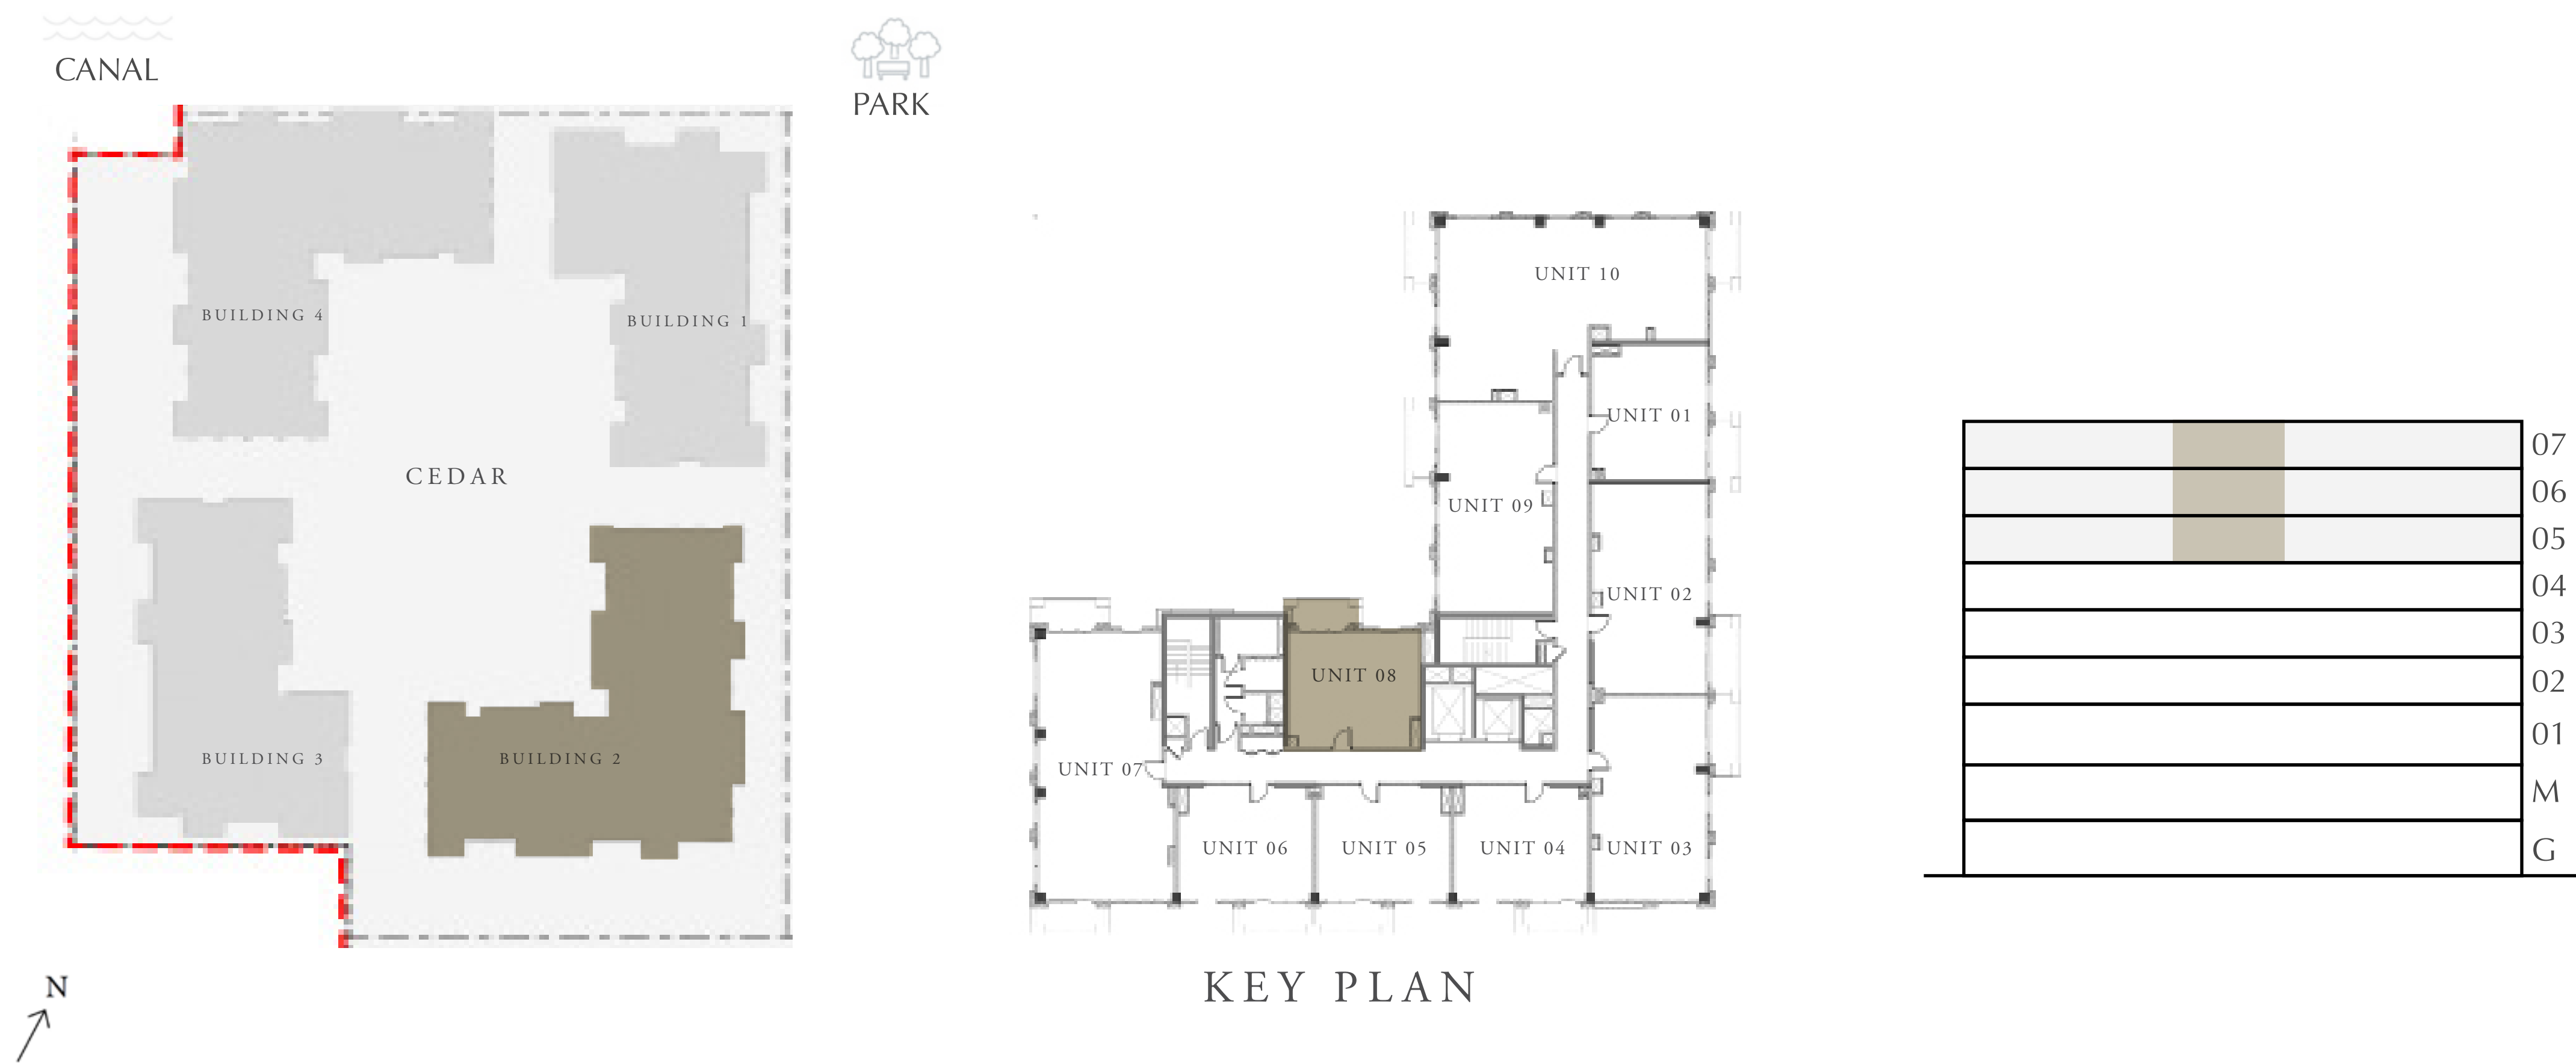 CANAL
PARK
BUILDING 4
BUILDING 1
CEDAR
BUILDING 3
BUILDING 2
N
UNIT 10
UNIT 01
UNIT 09
UNIT 02
UNIT 08
UNIT 07
UNIT 06
UNIT 05
UNIT 04
UNIT 03
KEY PLAN
07
06
05
04
03
02
01
M
G